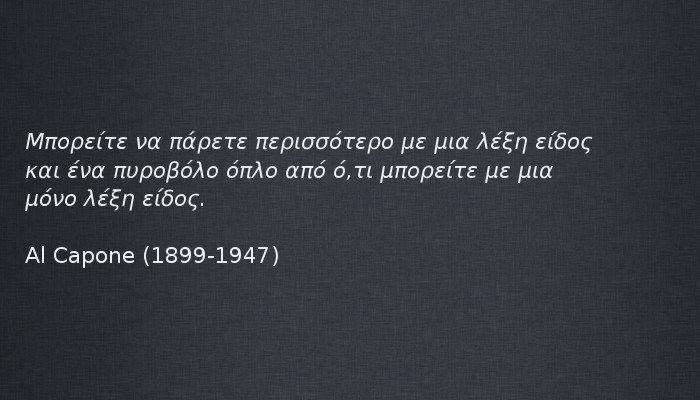 Μπορείτε να πάρετε περισσότερο με μια λέξη είδος
και ένα πυροβόλο όπλο από ό,τι μπορείτε με μια
μόνο λέξη είδος.
Al Capone (1899-1947)